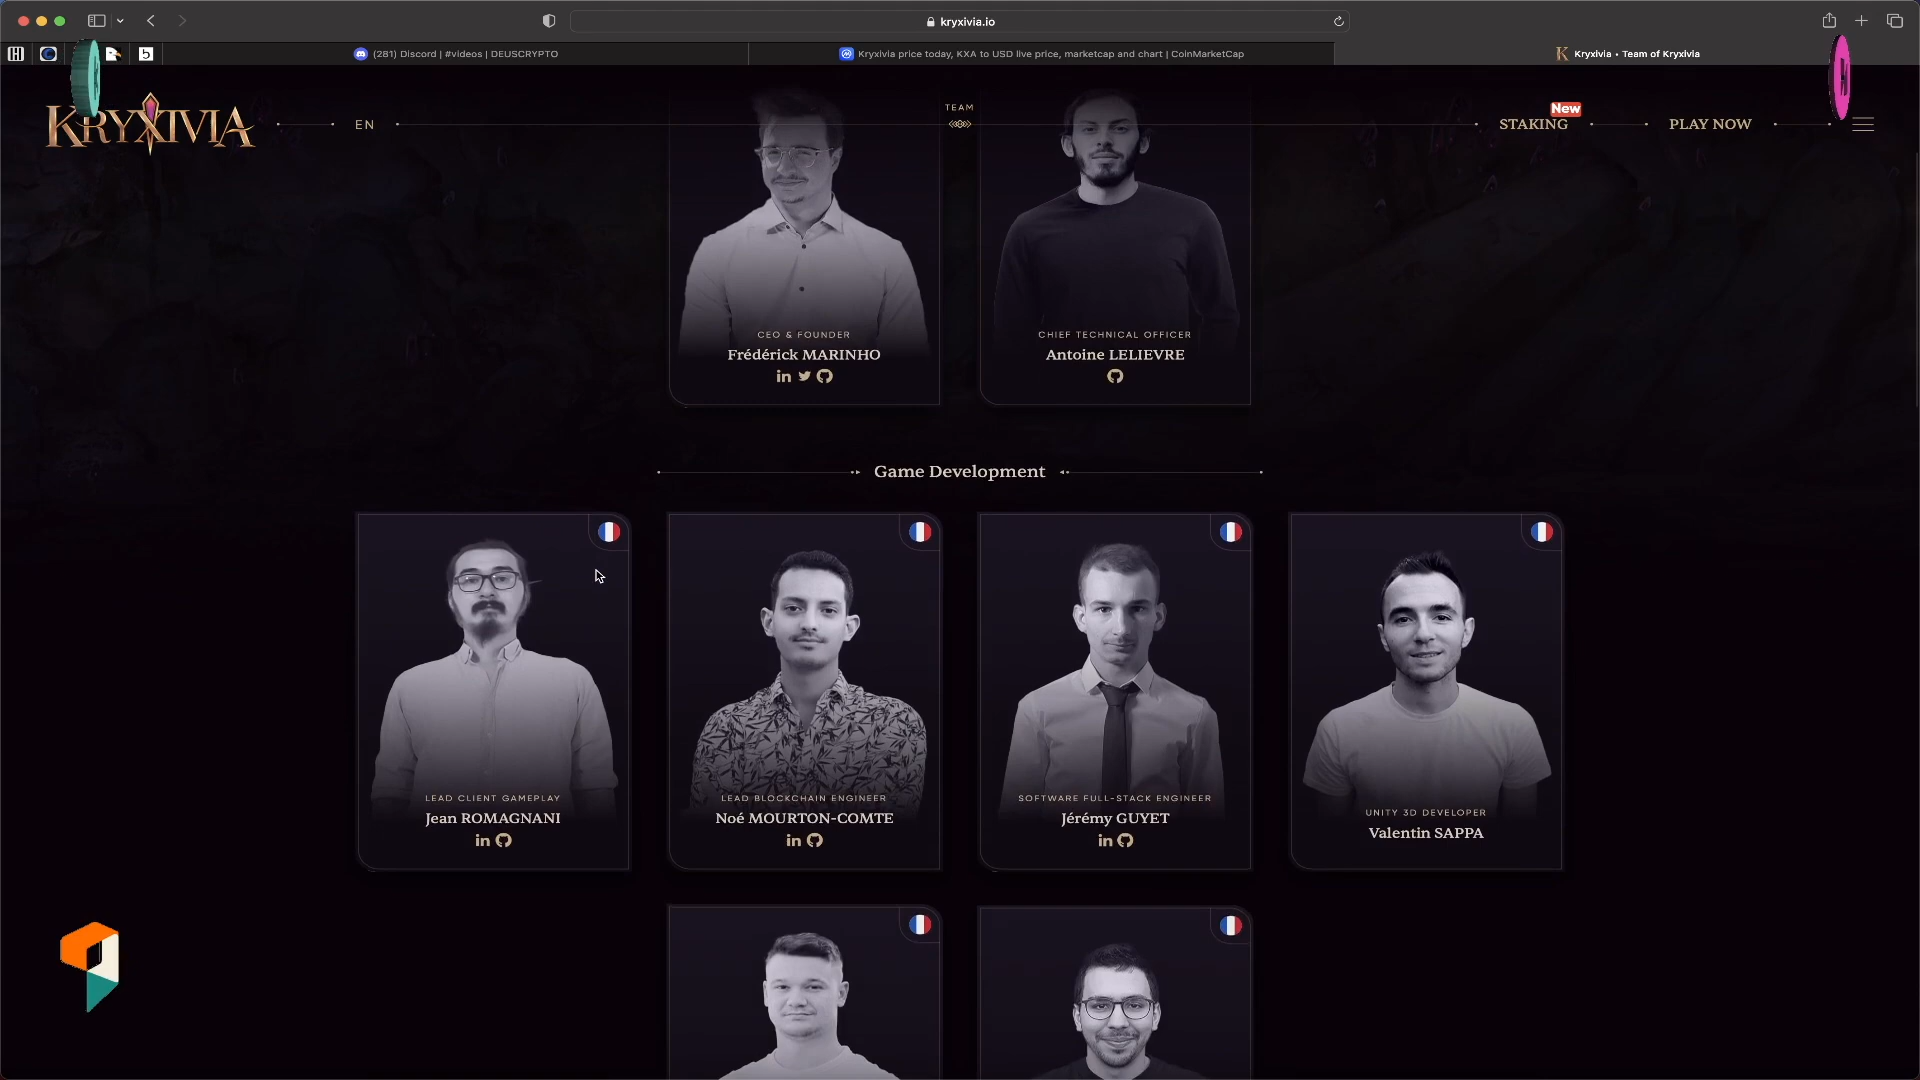 kryxivia.io
(281) Discord | #videos | DEUSCRYPTO
Kryxivia price today, KXA to USD live price, marketcap and chart | CoinMarketCap
Kryxivia • Team of Kryxivia
KRYXIVIA
EN
TEAM
New
STAKING
PLAY NOW
CEO & FOUNDER
Frédérick MARINHO
CHIEF TECHNICAL OFFICER
Antoine LELIEVRE
Game Development
LEAD CLIENT GAMEPLAY
Jean ROMAGNANI
LEAD BLOCKCHAIN ENGINEER
Noé MOURTON-COMTE
SOFTWARE FULL-STACK ENGINEER
Jérémy GUYET
UNITY 3D DEVELOPER
Valentin SAPPA